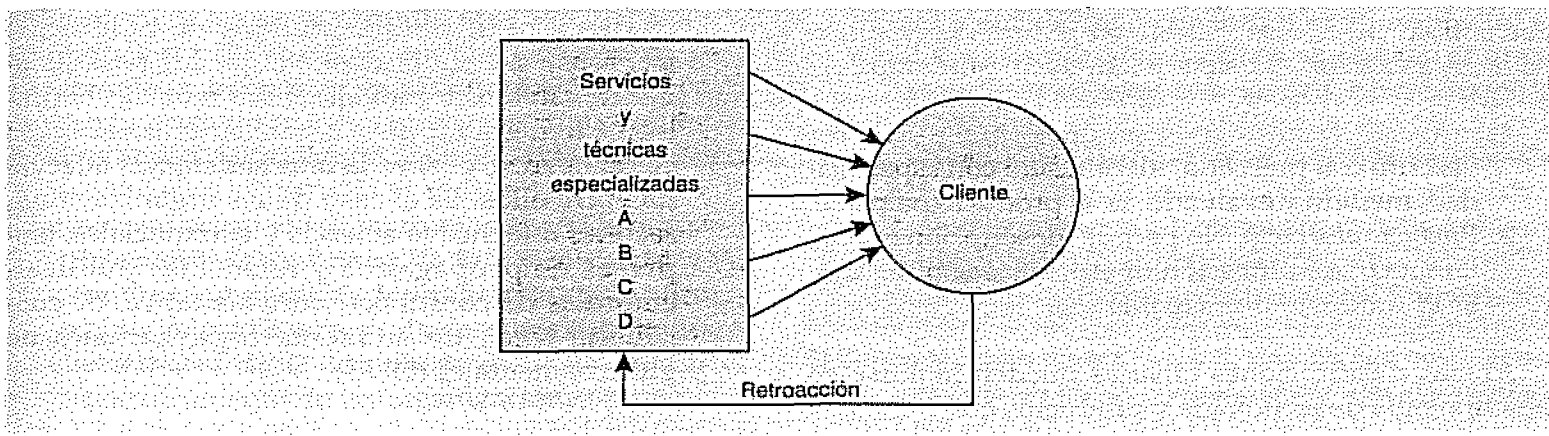 Servicios
y
técnicas
especializadas
A
B
C
D
Cliente
Retroacción